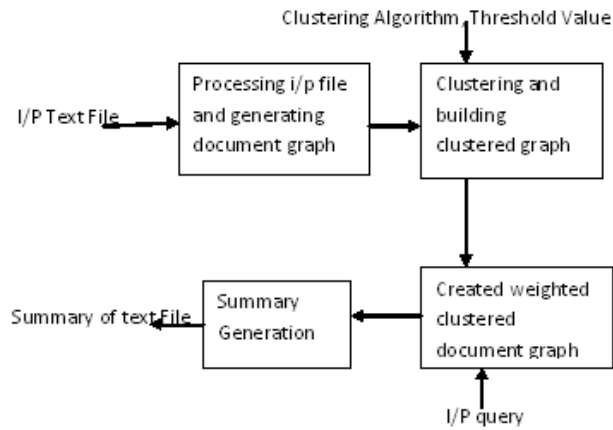 Clustering Algorithm, Threshold Value
I/P Text File
Processing i/p file
and generating
document graph
Clustering and
building
clustered graph
Summary of text File
Summary
Generation
Created weighted
clustered
document graph
I/P query